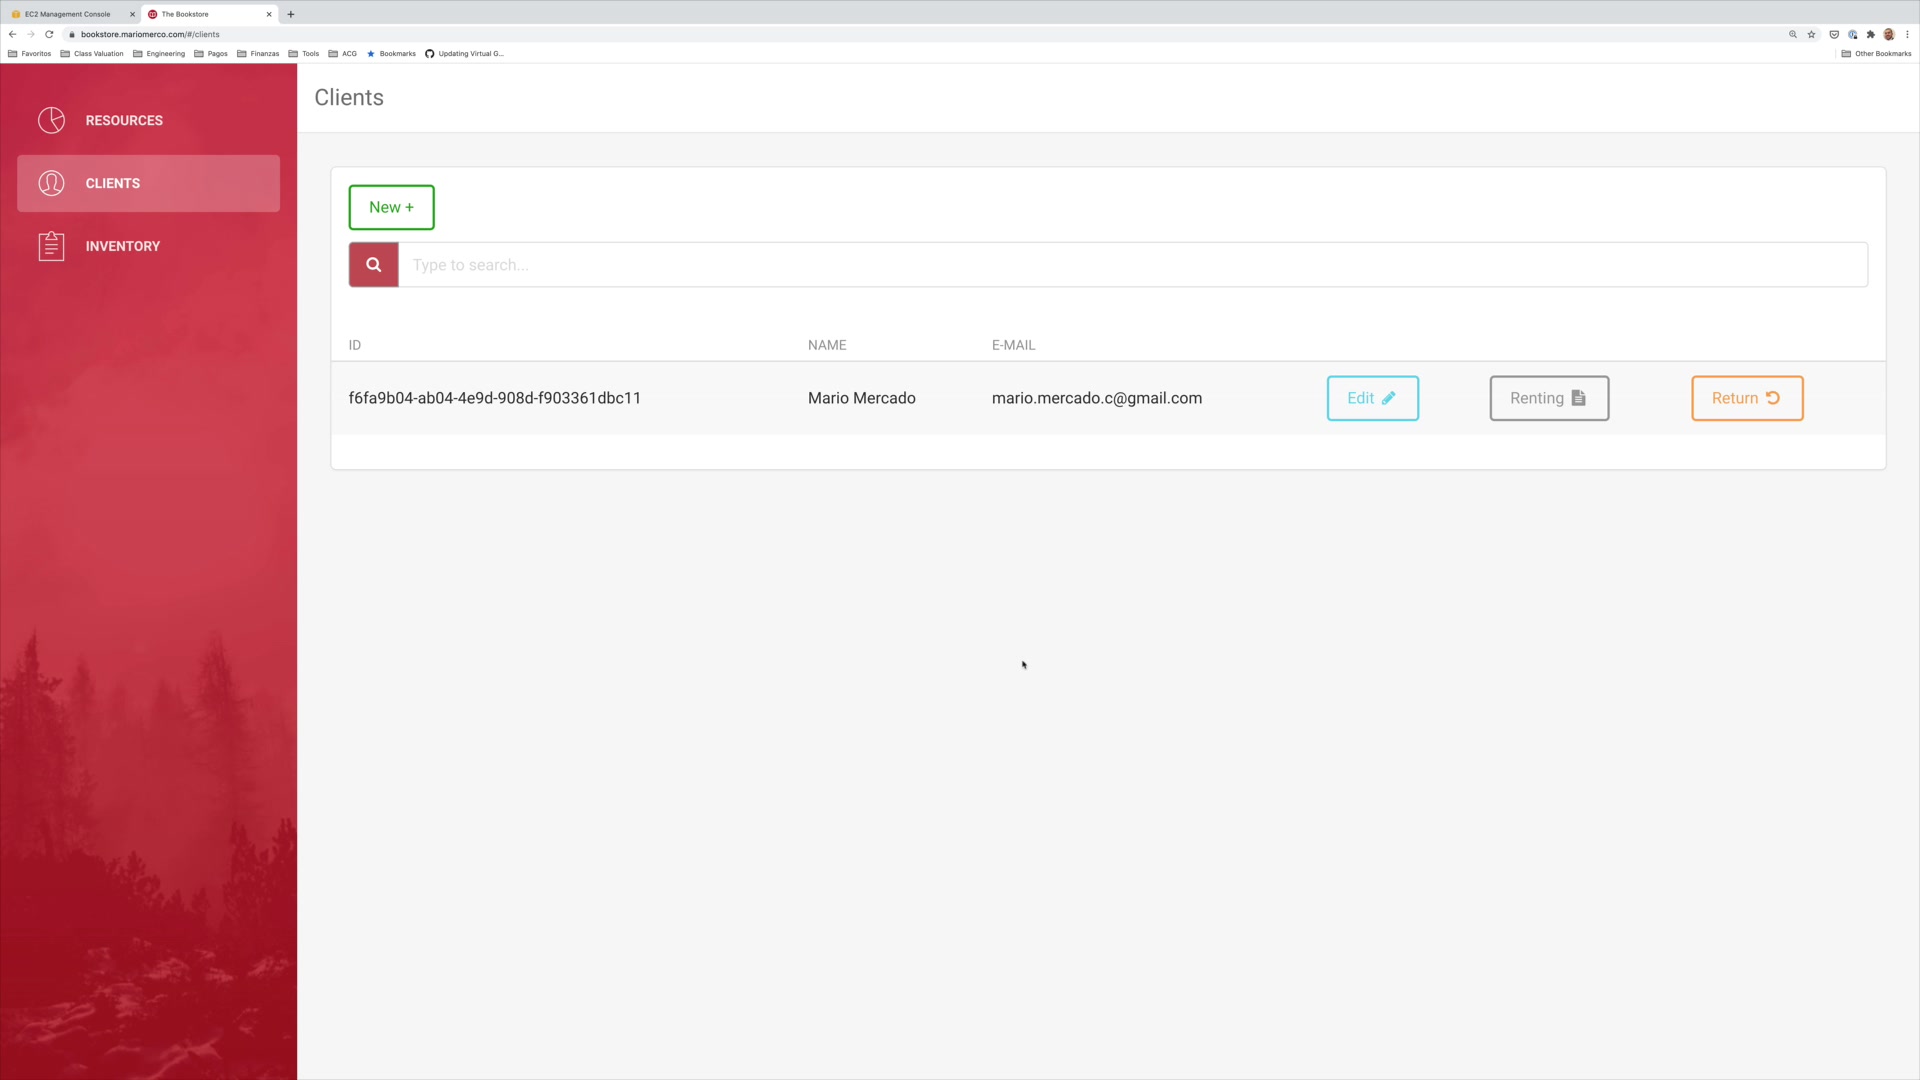 EC2 Management Console
The Bookstore
bookstore.mariomerco.com/#/clients
Favoritos Class Valuation Engineering Pagos Finanzas Tools ACG Bookmarks Updating Virtual G... Other Bookmarks
RESOURCES
CLIENTS
INVENTORY
Clients
New +
Type to search...
ID NAME E-MAIL
f6fa9b04-ab04-4e9d-908d-f903361dbc11 Mario Mercado mario.mercado.c@gmail.com Edit Renting Return